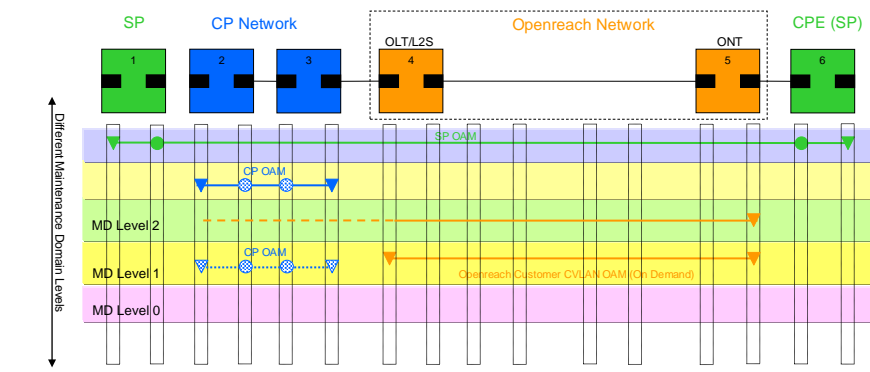 SP
CP Network
Openreach Network
CPE (SP)
OLT/L2S
ONT
1
2
3
4
5
6
Different Maintenance Domain Levels
SP OAM
CP OAM
MD Level 2
CP OAM
MD Level 1
Openreach Customer CVLAN OAM (On Demand)
MD Level 0